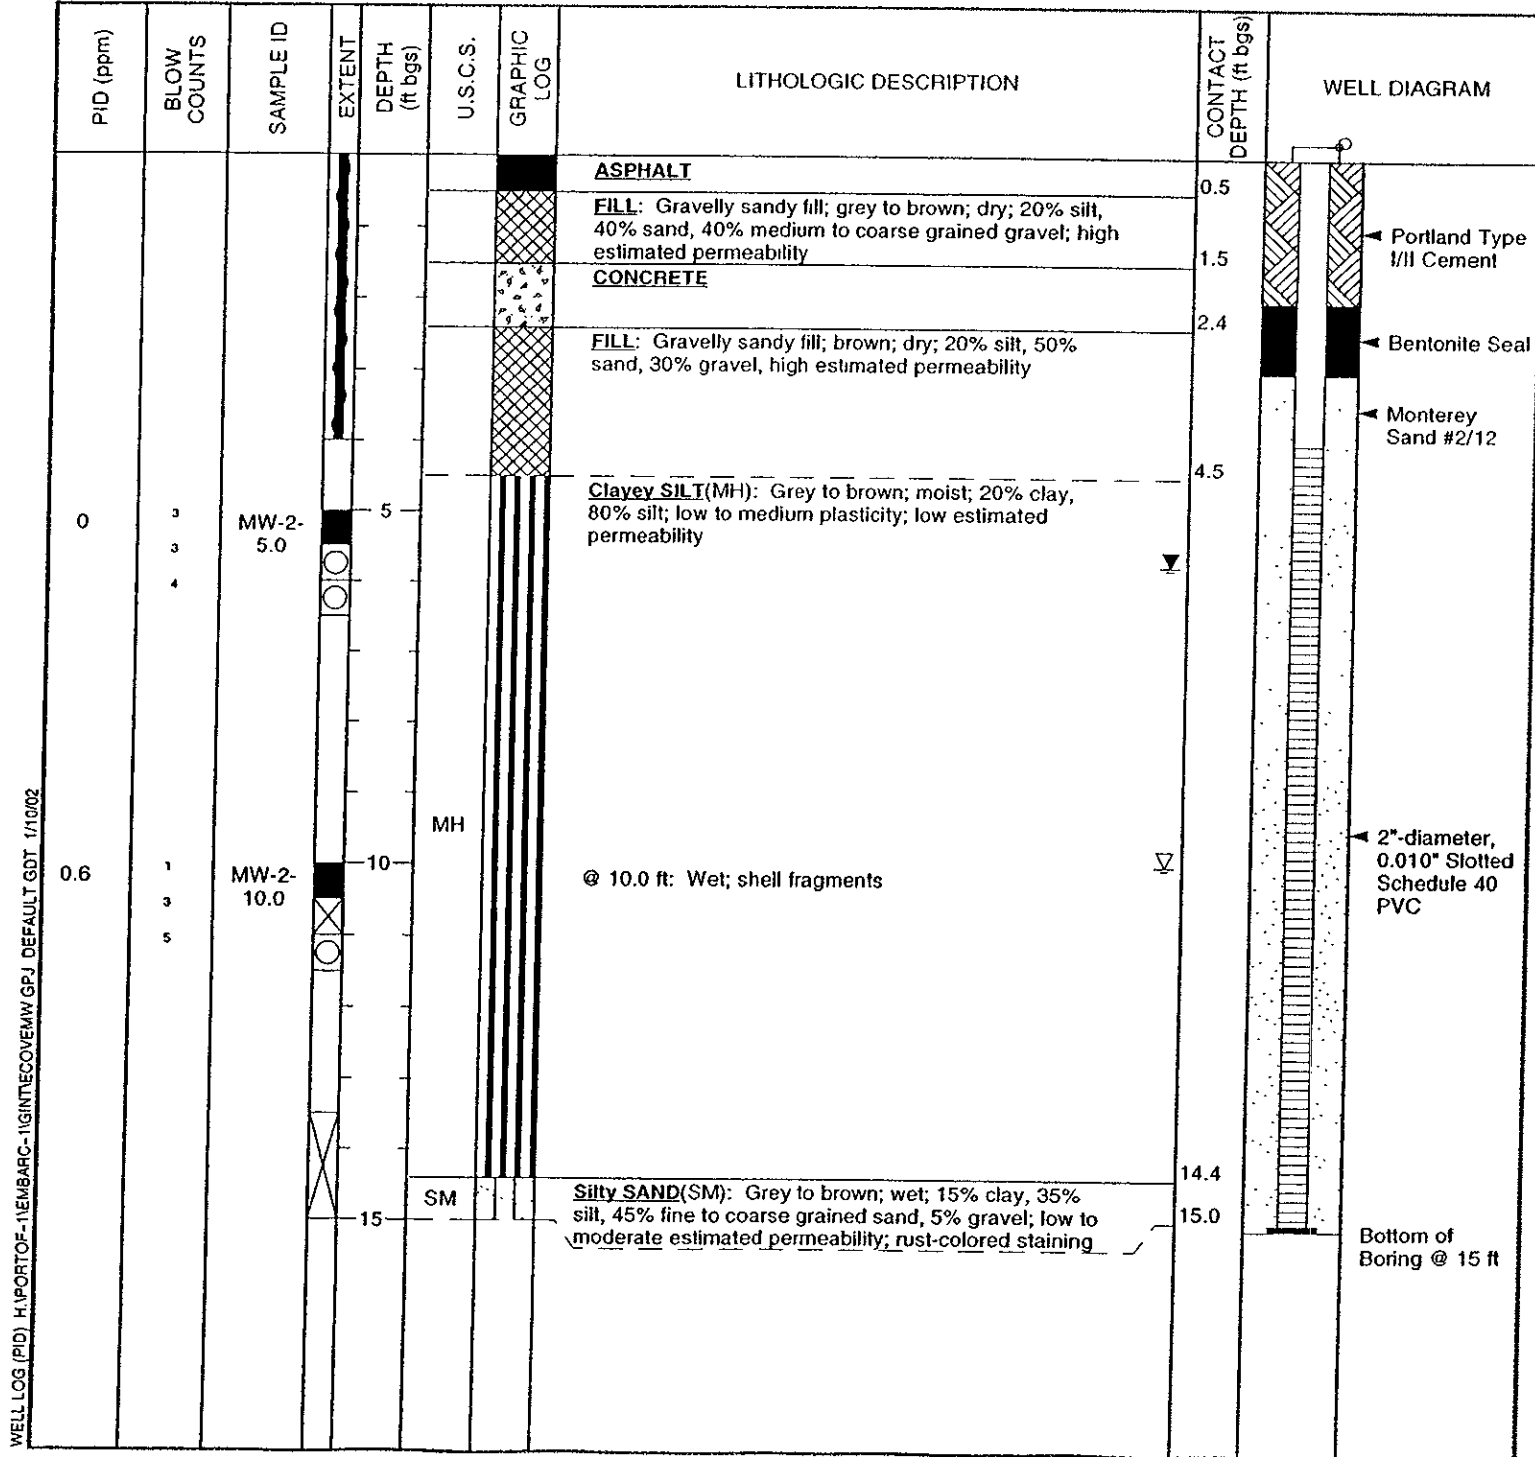 PID (ppm)
BLOW
COUNTS
SAMPLE ID
EXTENT
DEPTH
(ft bgs)
U.S.C.S.
GRAPHIC
LOG
LITHOLOGIC DESCRIPTION
CONTACT
DEPTH (ft bgs)
WELL DIAGRAM
ASPHALT
0.5
FILL: Gravelly sandy fill; grey to brown; dry; 20% silt,
40% sand, 40% medium to coarse grained gravel; high
estimated permeability
1.5
Portland Type
I/II Cement
CONCRETE
2.4
FILL: Gravelly sandy fill; brown; dry; 20% silt, 50%
sand, 30% gravel, high estimated permeability
Bentonite Seal
Monterey
Sand #2/12
4.5
Clayey SILT(MH): Grey to brown; moist; 20% clay,
80% silt; low to medium plasticity; low estimated
permeability
0
3
3
4
MW-2-
5.0
5
MH
0.6
1
3
5
MW-2-
10.0
10
@ 10.0 ft: Wet; shell fragments
2"-diameter,
0.010" Slotted
Schedule 40
PVC
14.4
SM
Silty SAND(SM): Grey to brown; wet; 15% clay, 35%
silt, 45% fine to coarse grained sand, 5% gravel; low to
moderate estimated permeability; rust-colored staining
15
15.0
Bottom of
Boring @ 15 ft
WELL LOG (PID) H:\PORTOF~1\EMBARC~1\GINT\ECOVEMW.GPJ DEFAULT.GDT 1/10/02